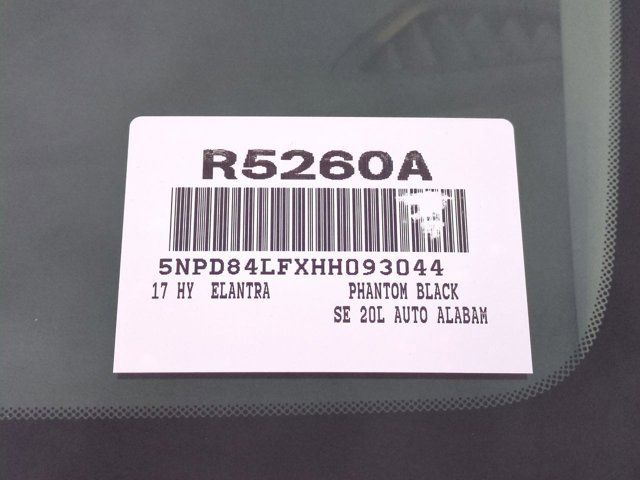 R5260A
5NPD84LFXHH093044
17 HY ELANTRA PHANTOM BLACK
SE 20L AUTO ALABAM